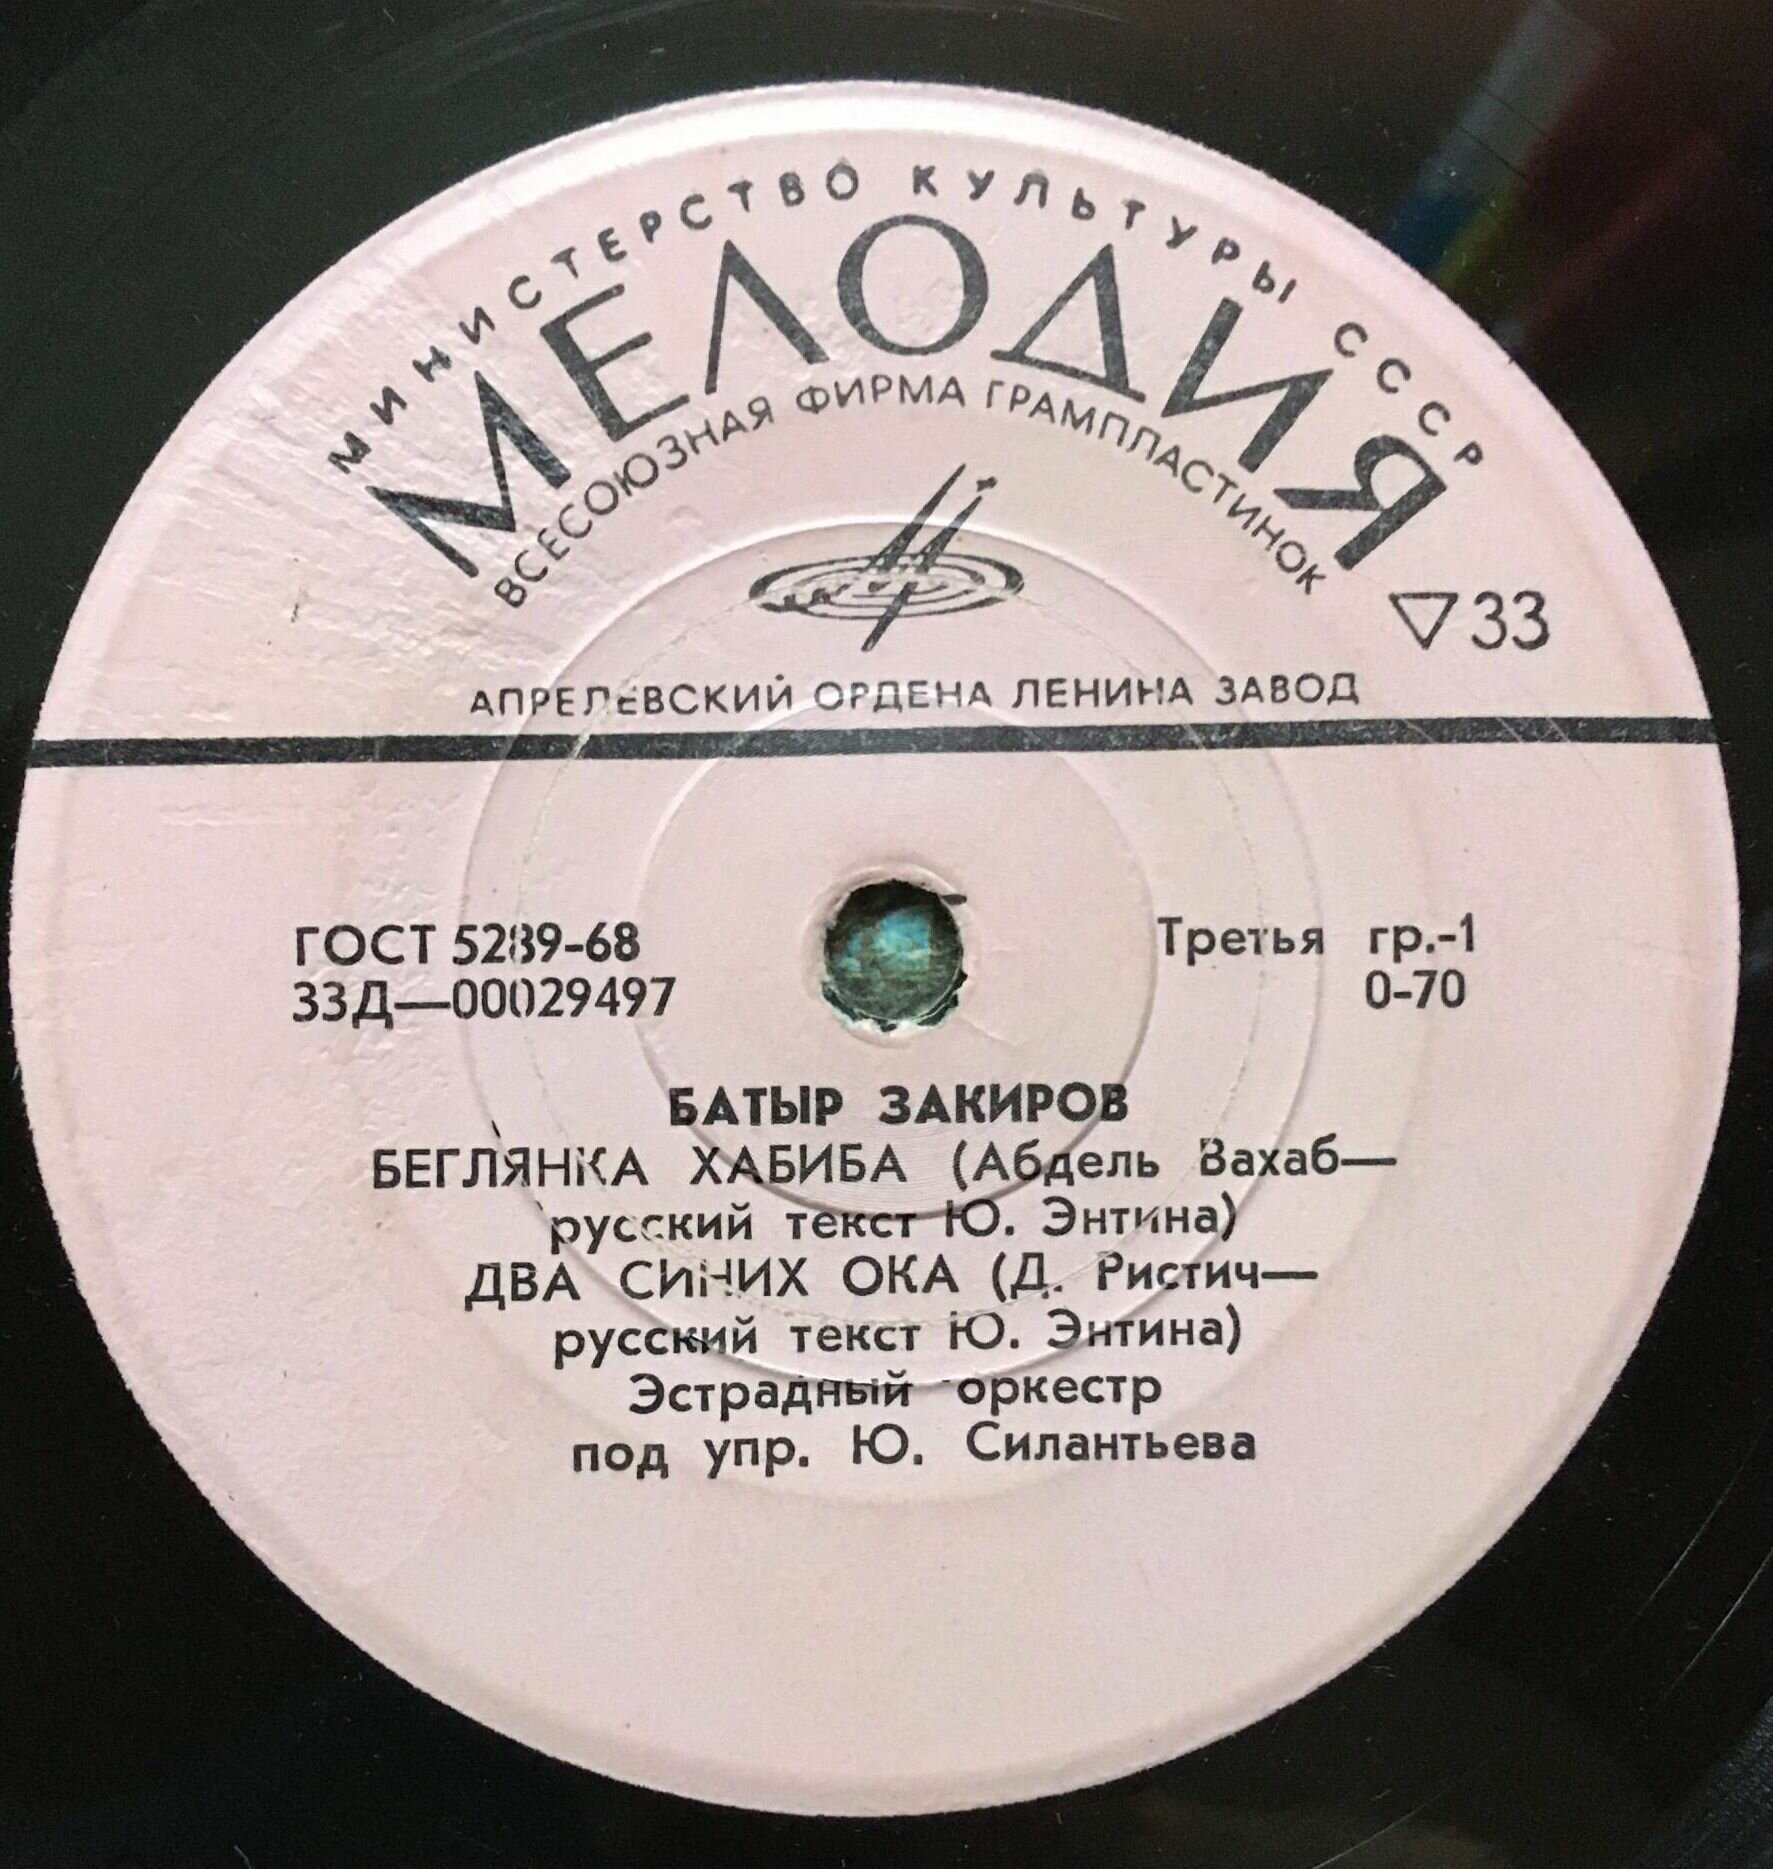 МИНИСТЕРСТВО КУЛЬТУРЫ СССР
МЕЛОДИЯ
ВСЕСОЮЗНАЯ ФИРМА ГРАМПЛАСТИНОК
▽33
АПРЕЛЕВСКИЙ ОРДЕНА ЛЕНИНА ЗАВОД
ГОСТ 5289-68
33Д—00029497
Третья гр.-1
0-70
БАТЫР ЗАКИРОВ
БЕГЛЯНКА ХАБИБА (Абдель Вахаб—
русский текст Ю. Энтина)
ДВА СИНИХ ОКА (Д. Ристич—
русский текст Ю. Энтина)
Эстрадный оркестр
под упр. Ю. Силантьева